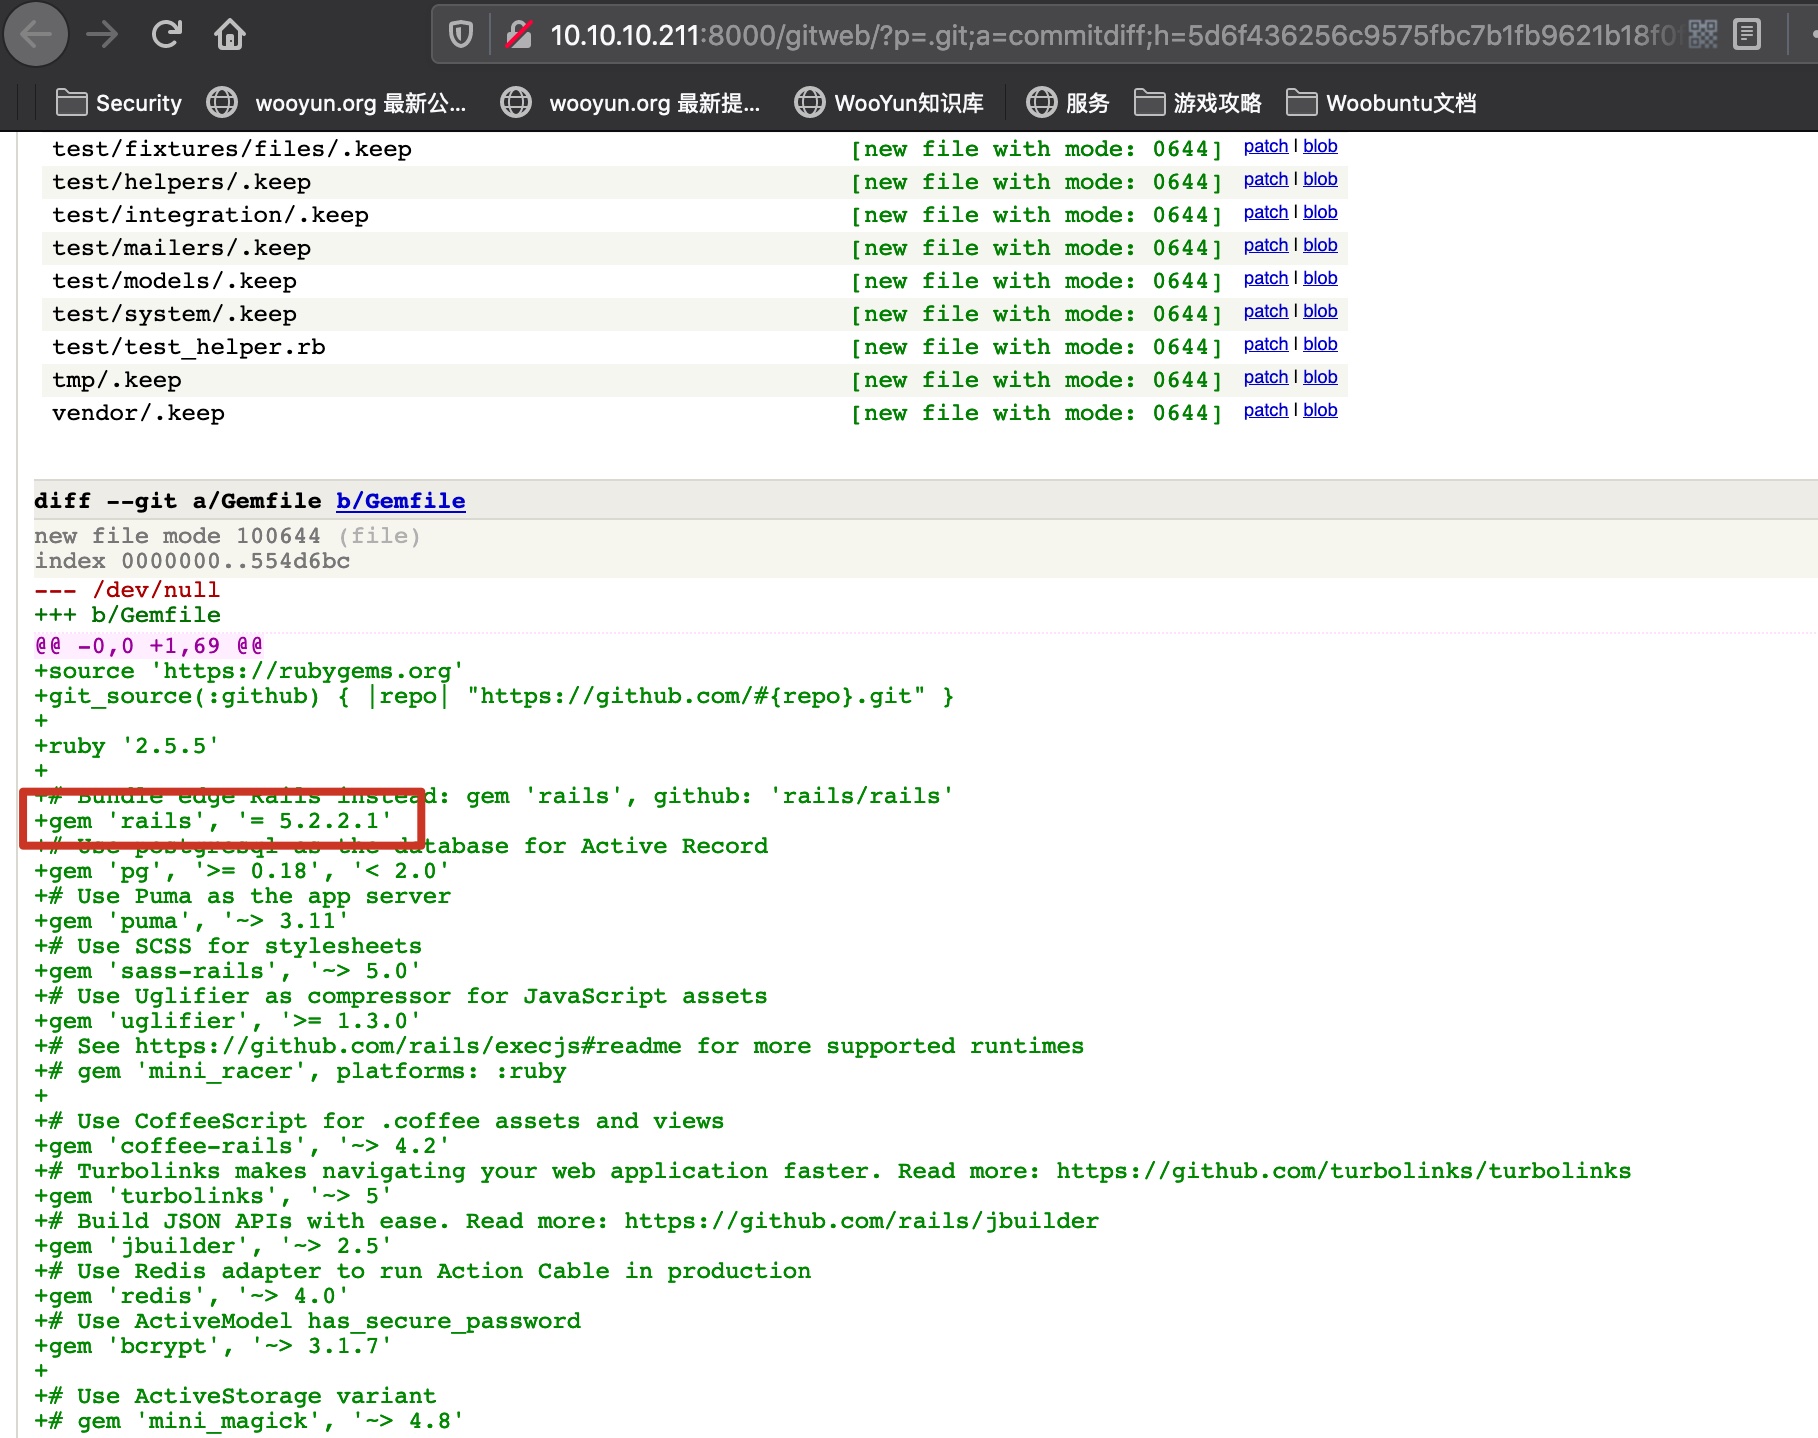 10.10.10.211:8000/gitweb/?p=.git;a=commitdiff;h=5d6f436256c9575fbc7b1fb9621b18f0
Security wooyun.org 最新公... wooyun.org 最新提... WooYun知识库 服务 游戏攻略 Woobuntu文档
test/fixtures/files/.keep [new file with mode: 0644] patch | blob
test/helpers/.keep [new file with mode: 0644] patch | blob
test/integration/.keep [new file with mode: 0644] patch | blob
test/mailers/.keep [new file with mode: 0644] patch | blob
test/models/.keep [new file with mode: 0644] patch | blob
test/system/.keep [new file with mode: 0644] patch | blob
test/test_helper.rb [new file with mode: 0644] patch | blob
tmp/.keep [new file with mode: 0644] patch | blob
vendor/.keep [new file with mode: 0644] patch | blob
diff --git a/Gemfile b/Gemfile
new file mode 100644 (file)
index 0000000..554d6bc
--- /dev/null
+++ b/Gemfile
@@ -0,0 +1,69 @@
+source 'https://rubygems.org'
+git_source(:github) { |repo| "https://github.com/#{repo}.git" }
+
+ruby '2.5.5'
+
+# Bundle edge Rails instead: gem 'rails', github: 'rails/rails'
+gem 'rails', '= 5.2.2.1'
+# Use postgresql as the database for Active Record
+gem 'pg', '>= 0.18', '< 2.0'
+# Use Puma as the app server
+gem 'puma', '~> 3.11'
+# Use SCSS for stylesheets
+gem 'sass-rails', '~> 5.0'
+# Use Uglifier as compressor for JavaScript assets
+gem 'uglifier', '>= 1.3.0'
+# See https://github.com/rails/execjs#readme for more supported runtimes
+# gem 'mini_racer', platforms: :ruby
+
+# Use CoffeeScript for .coffee assets and views
+gem 'coffee-rails', '~> 4.2'
+# Turbolinks makes navigating your web application faster. Read more: https://github.com/turbolinks/turbolinks
+gem 'turbolinks', '~> 5'
+# Build JSON APIs with ease. Read more: https://github.com/rails/jbuilder
+gem 'jbuilder', '~> 2.5'
+# Use Redis adapter to run Action Cable in production
+gem 'redis', '~> 4.0'
+# Use ActiveModel has_secure_password
+gem 'bcrypt', '~> 3.1.7'
+
+# Use ActiveStorage variant
+# gem 'mini_magick', '~> 4.8'